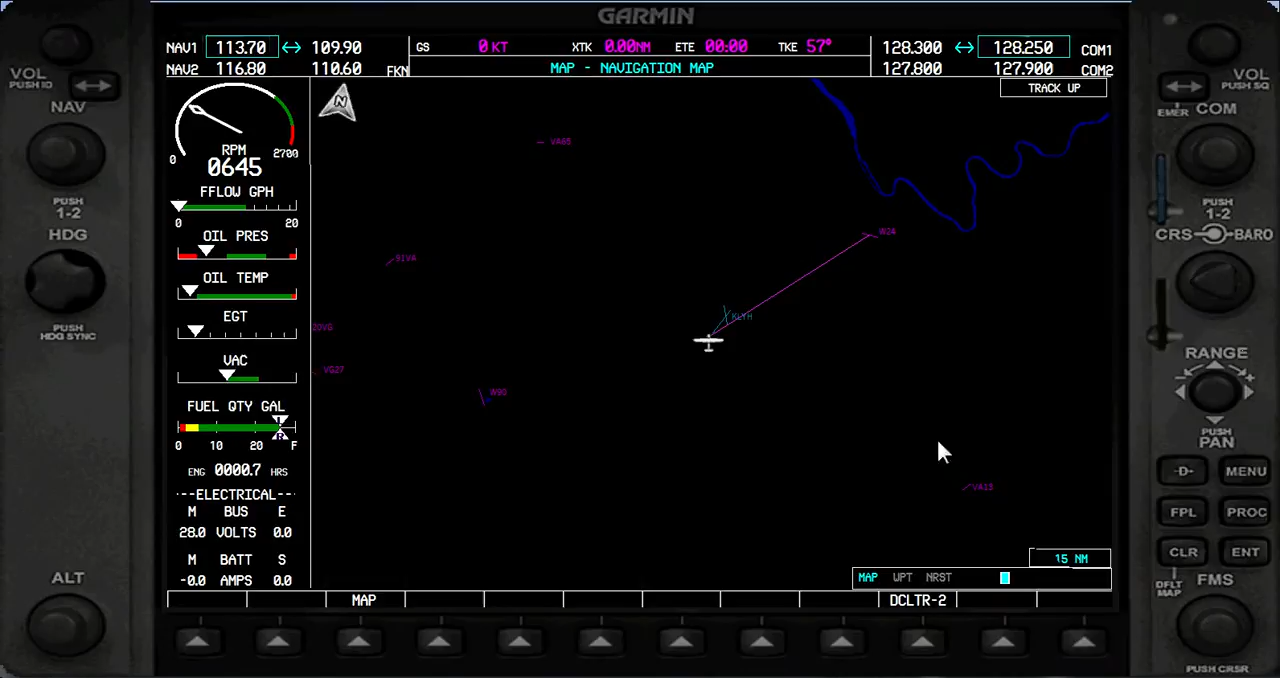 GARMIN
NAV1 113.70 ↔ 109.90 GS 0 KT XTK 0.00NM ETE 00:00 TKE 57° 128.300 ↔ 128.250 COM1
NAV2 116.80 110.60 FKN MAP - NAVIGATION MAP 127.800 127.900 COM2
VOL
PUSH ID
NAV
PUSH
1-2
HDG
PUSH
HDG SYNC
ALT
RPM
0 2700
0645
FFLOW GPH
0 20
OIL PRES
OIL TEMP
EGT
VAC
FUEL QTY GAL
L
R
0 10 20 F
ENG 0000.7 HRS
ELECTRICAL
M BUS E
28.0 VOLTS 0.0
M BATT S
-0.0 AMPS 0.0
N
TRACK UP
VA65
W24
91VA
KLYH
20VG
VG27
W90
VA13
15 NM
MAP WPT NRST
MAP DCLTR-2
VOL
PUSH SQ
EMER COM
PUSH
1-2
CRS BARO
RANGE
PUSH
PAN
-D- MENU
FPL PROC
CLR ENT
DFLT
MAP
FMS
PUSH CRSR